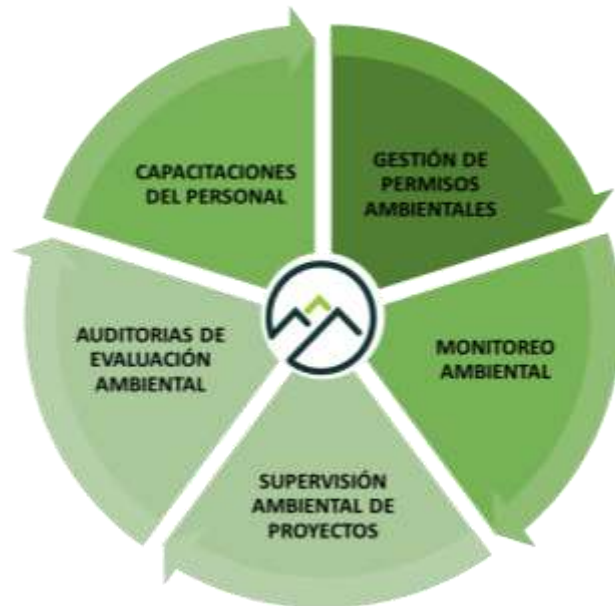 CAPACITACIONES
DEL PERSONAL
GESTIÓN DE
PERMISOS
AMBIENTALES
AUDITORIAS DE
EVALUACIÓN
AMBIENTAL
MONITOREO
AMBIENTAL
SUPERVISIÓN
AMBIENTAL DE
PROYECTOS